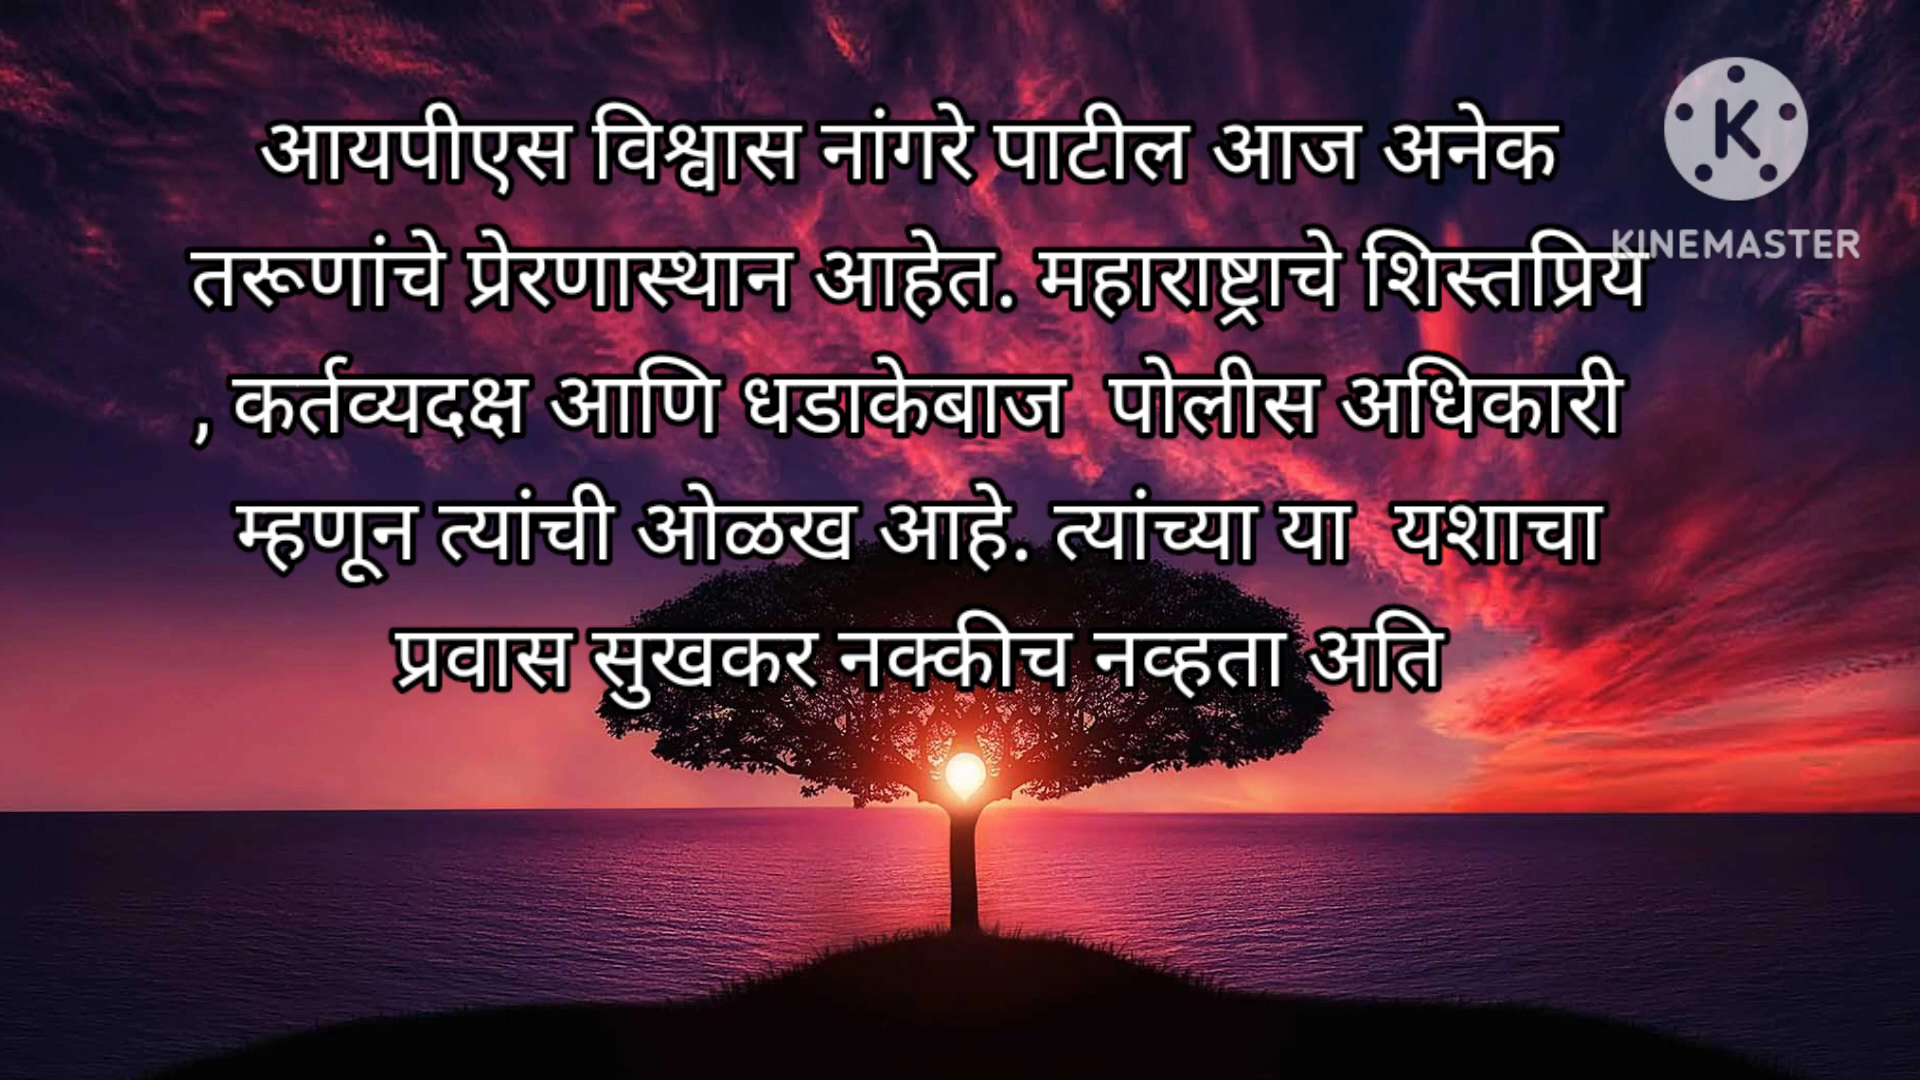 आयपीएस विश्वास नांगरे पाटील आज अनेक
तरूणांचे प्रेरणास्थान आहेत. महाराष्ट्राचे शिस्तप्रिय
, कर्तव्यदक्ष आणि धडाकेबाज  पोलीस अधिकारी
म्हणून त्यांची ओळख आहे. त्यांच्या या  यशाचा
प्रवास सुखकर नक्कीच नव्हता अति
K
KINEMASTER